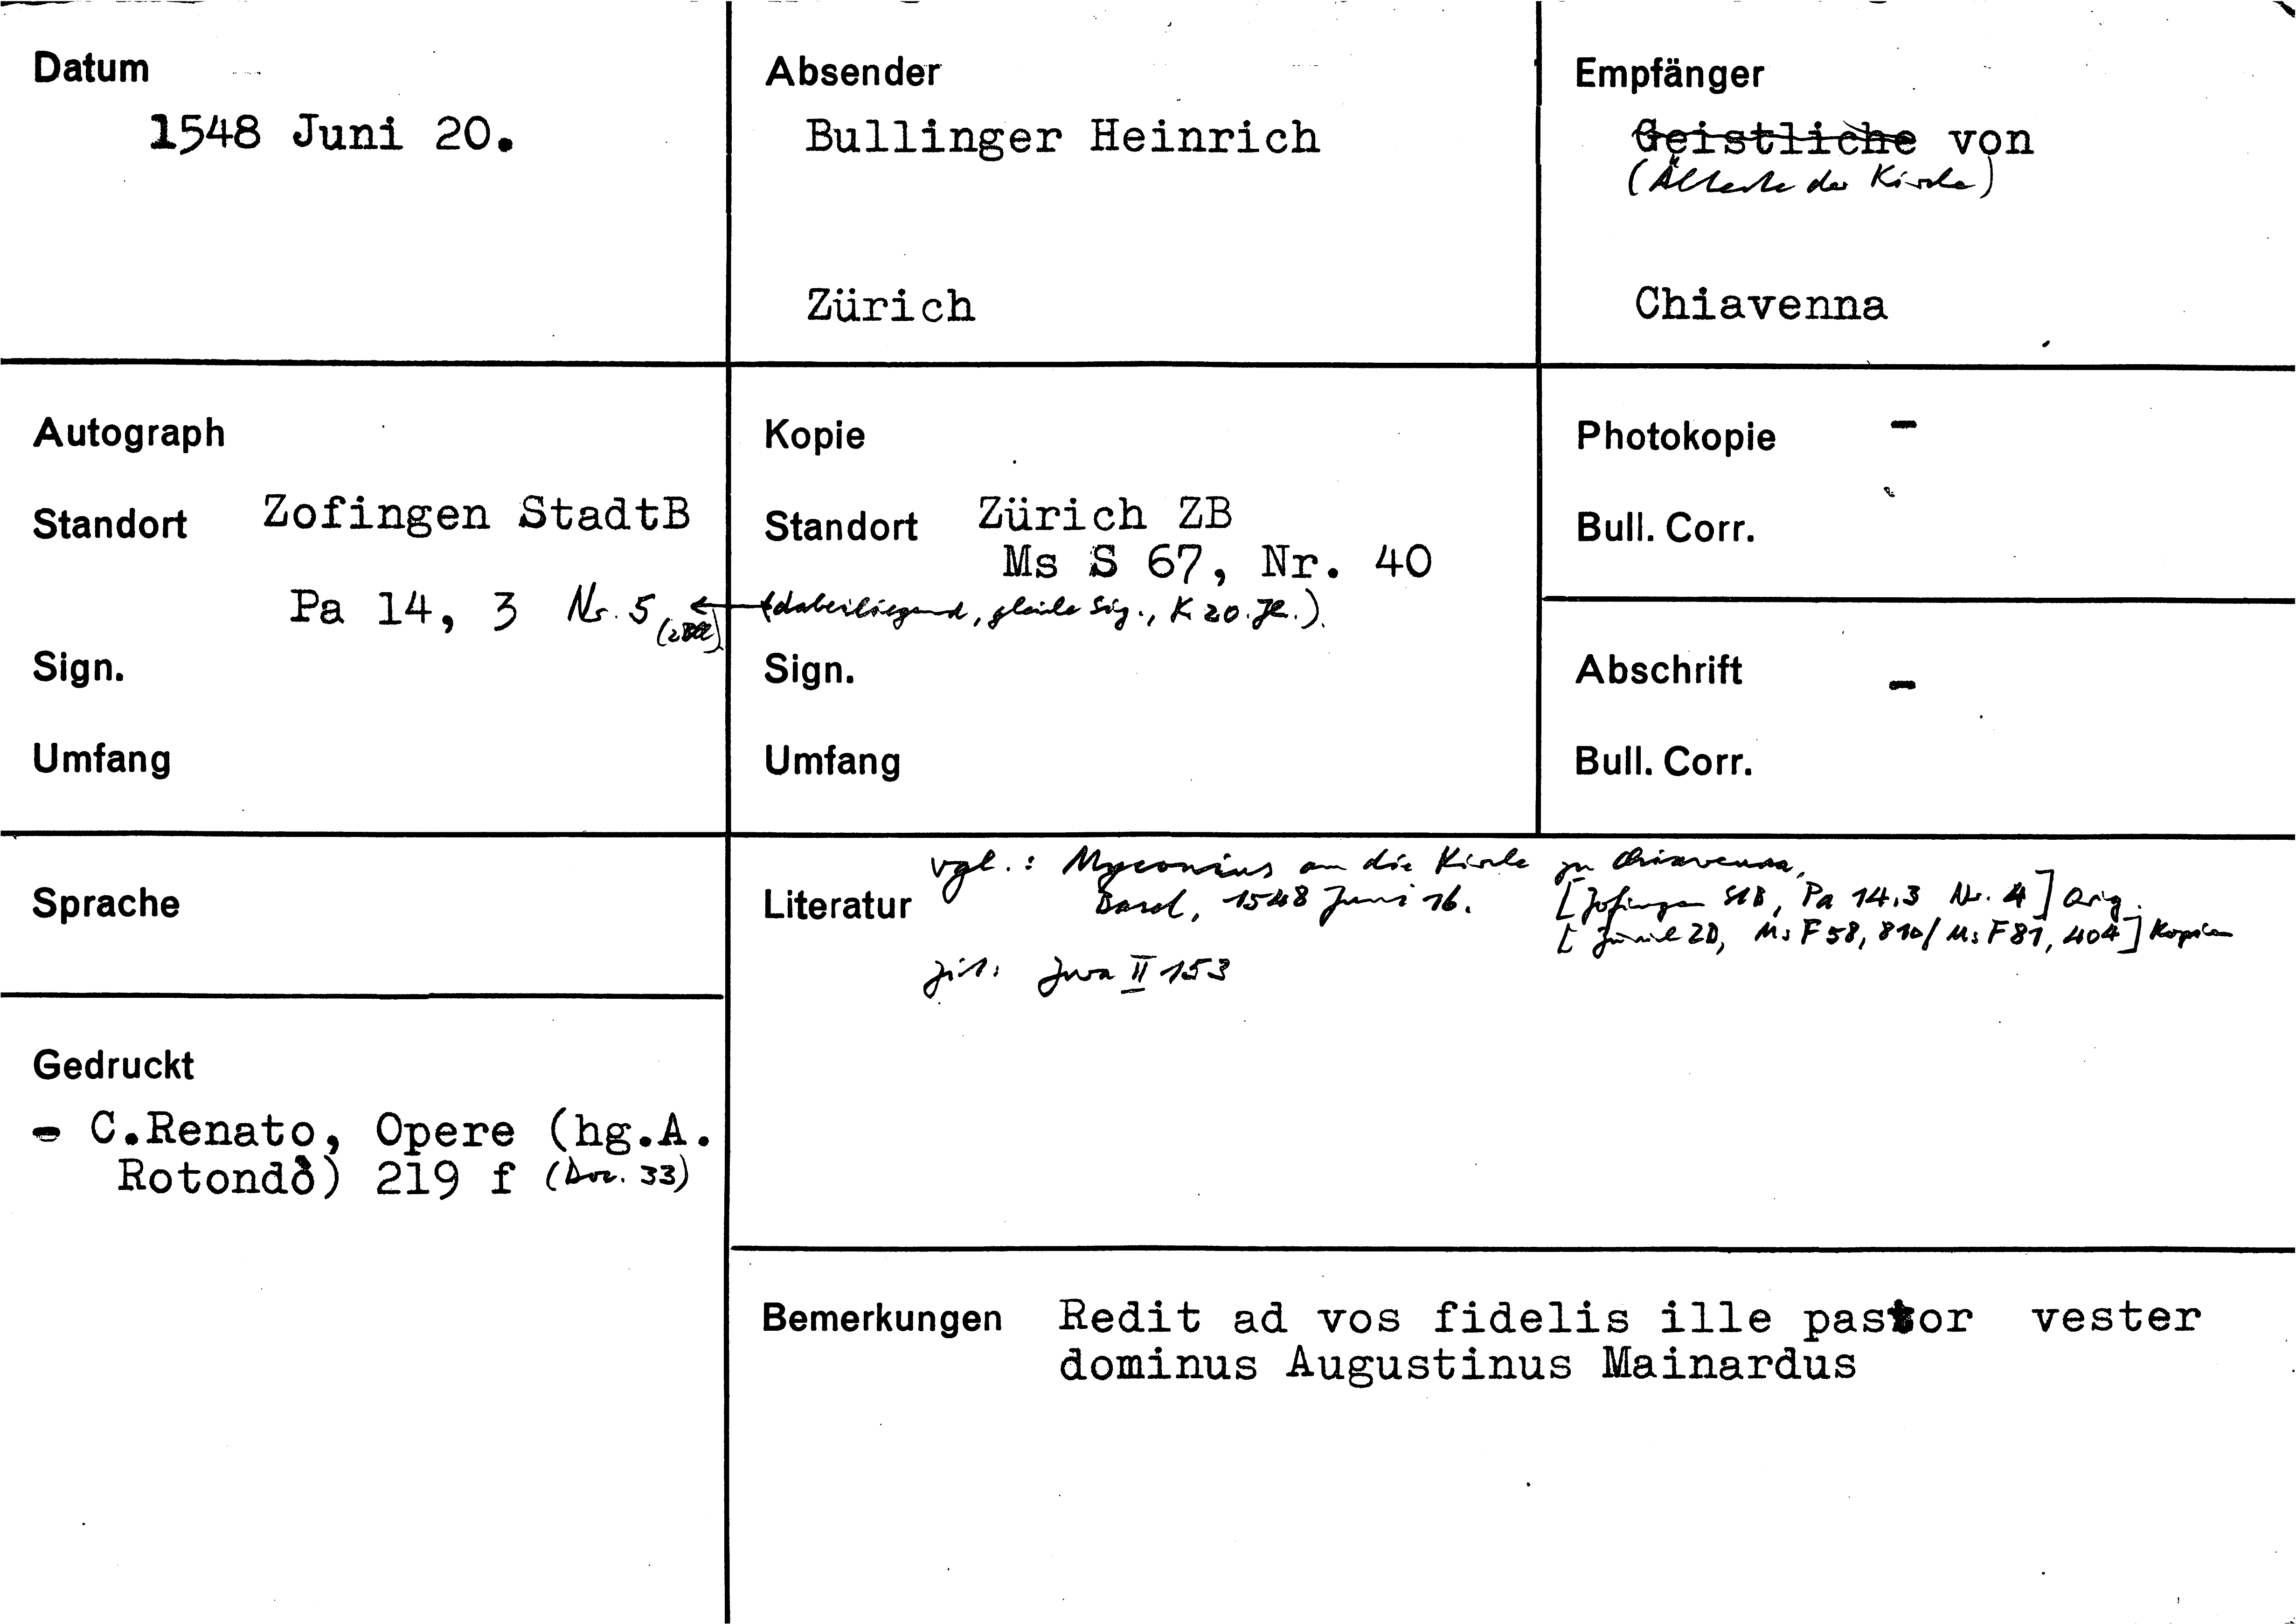 Datum
1548 Juni 20.
Absender
Bullinger Heinrich
Zürich
Empfänger
Geistliche von
(Älteste der Kirche)
Chiavenna
Autograph
Standort Zofingen StadtB
Pa 14, 3 Nr. 5
Sign.
Umfang
Kopie
Standort Zürich ZB
Ms S 67, Nr. 40
(dabeiliegend, gleiche Sig., K 20. Jh.).
Sign.
Umfang
Photokopie -
Bull. Corr.
Abschrift -
Bull. Corr.
Sprache
Gedruckt
- C.Renato, Opere (hg.A.
Rotondò) 219 f (Doc. 33)
Literatur
vgl.: Myconius an die Kirche zu Chiavenna,
Basel, 1548 Juni 16. [Zofingen StB, Pa 14.3 Nr. 4] Orig.
[Zürich ZB, Ms F 58, 810/ Ms F 81, 404] Kopien
zit: II 153
Bemerkungen Redit ad vos fidelis ille pastor vester
dominus Augustinus Mainardus